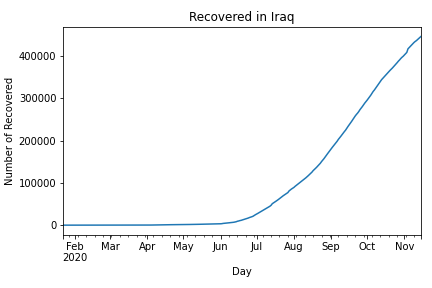 Recovered in Iraq
Number of Recovered
400000
300000
200000
100000
0
Feb Mar Apr May Jun Jul Aug Sep Oct Nov
2020
Day